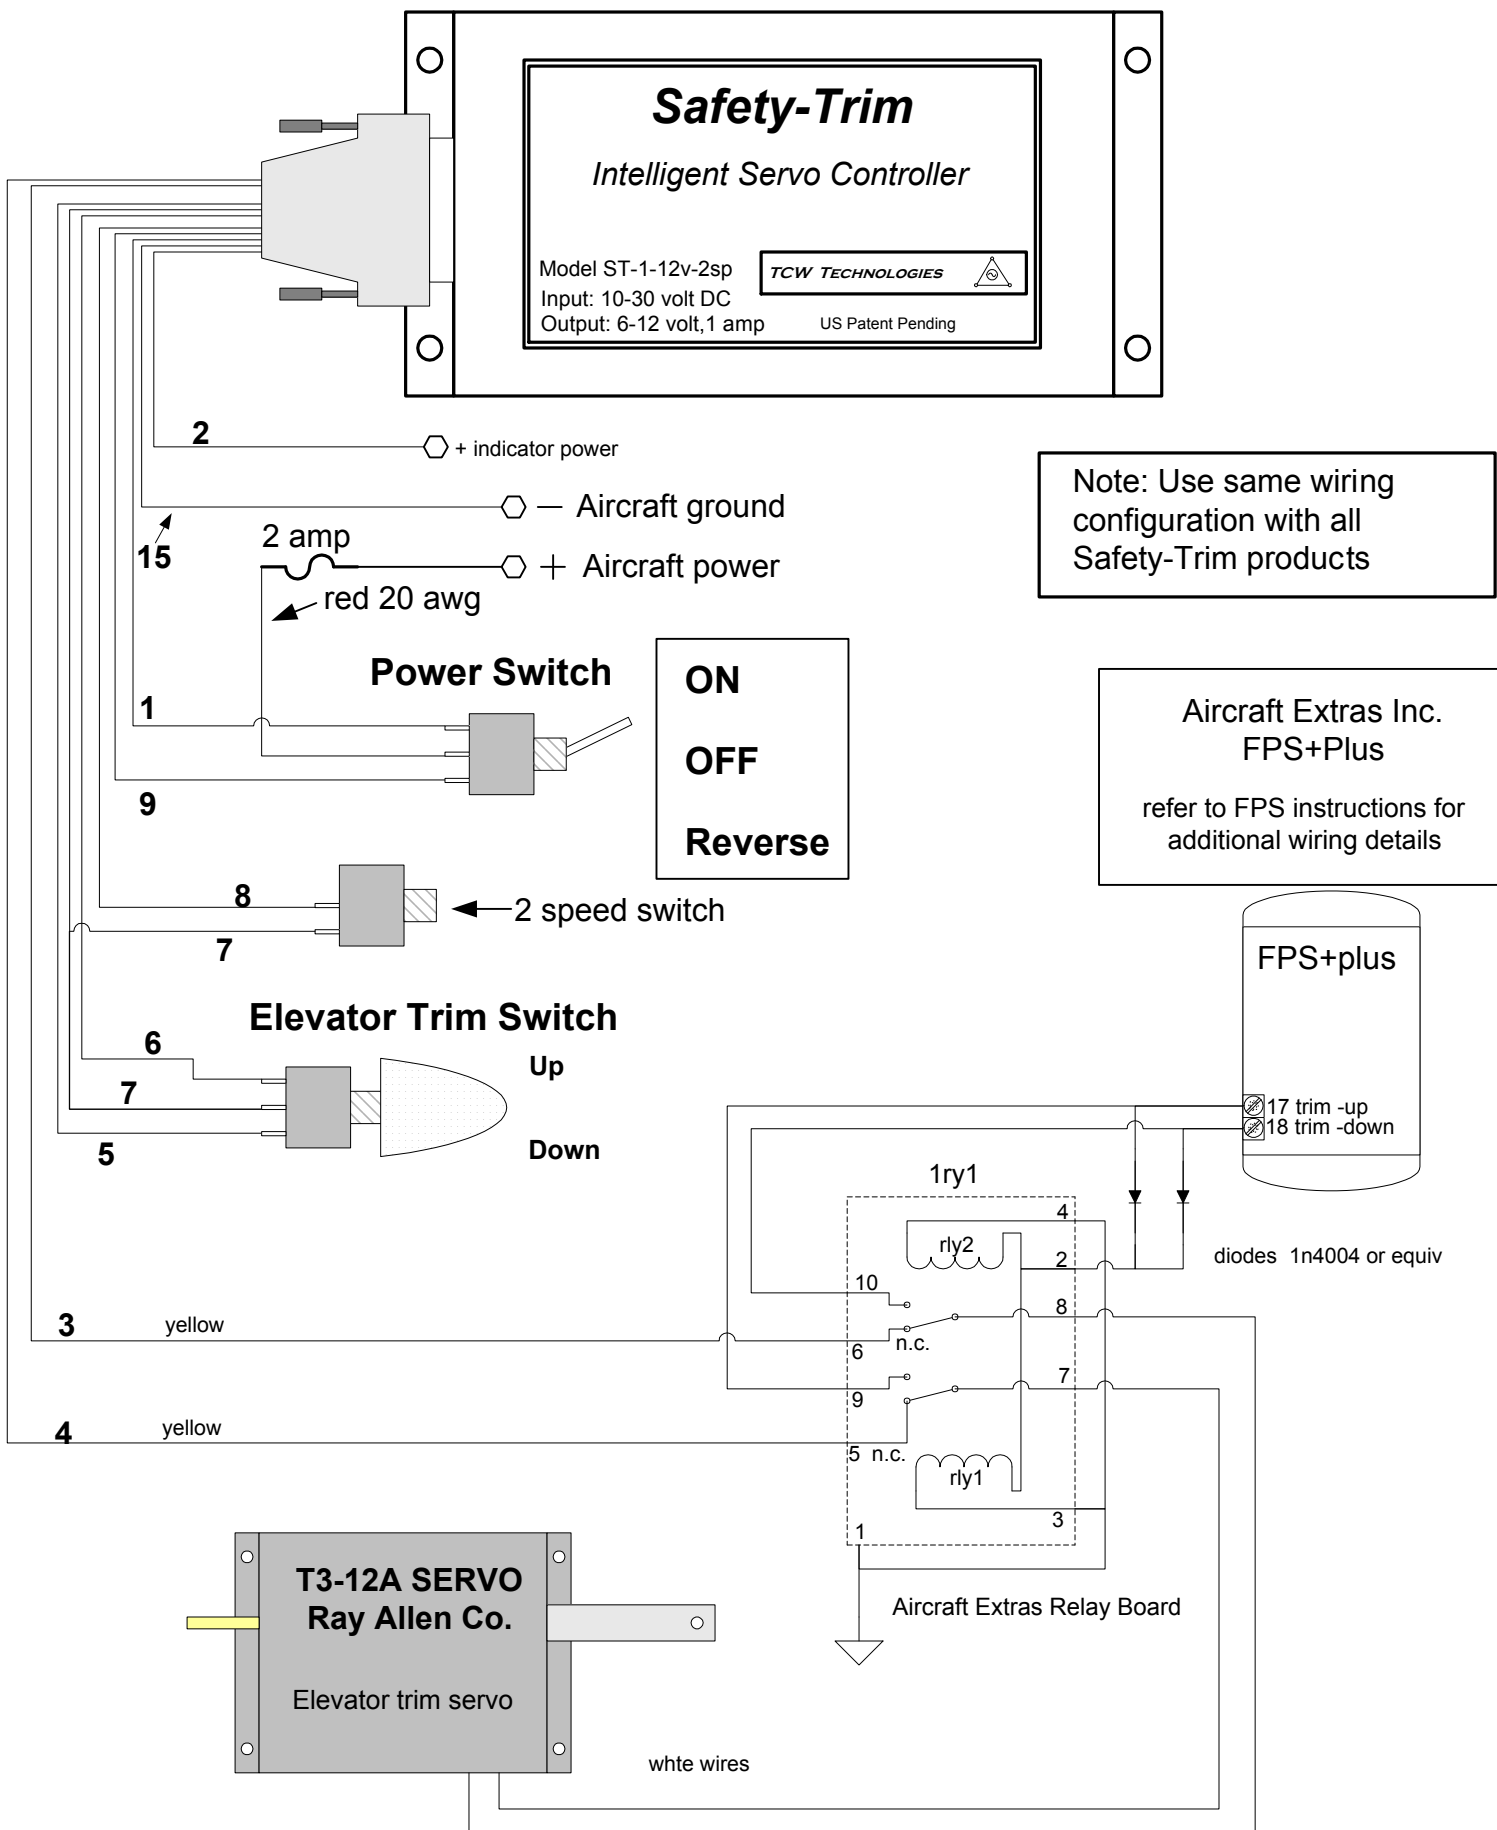 Safety-Trim
Intelligent Servo Controller
Model ST-1-12v-2sp
Input: 10-30 volt DC
Output: 6-12 volt,1 amp
TCW TECHNOLOGIES
US Patent Pending
2
+ indicator power
— Aircraft ground
15
2 amp
+ Aircraft power
red 20 awg
Note: Use same wiring
configuration with all
Safety-Trim products
Power Switch
ON
OFF
Reverse
1
9
Aircraft Extras Inc.
FPS+Plus
refer to FPS instructions for
additional wiring details
8
7
2 speed switch
FPS+plus
17 trim -up
18 trim -down
Elevator Trim Switch
Up
Down
6
7
5
1ry1
4
rly2
2
diodes 1n4004 or equiv
10
8
3
yellow
6
n.c.
7
9
4
yellow
5 n.c.
rly1
3
1
Aircraft Extras Relay Board
T3-12A SERVO
Ray Allen Co.
Elevator trim servo
whte wires